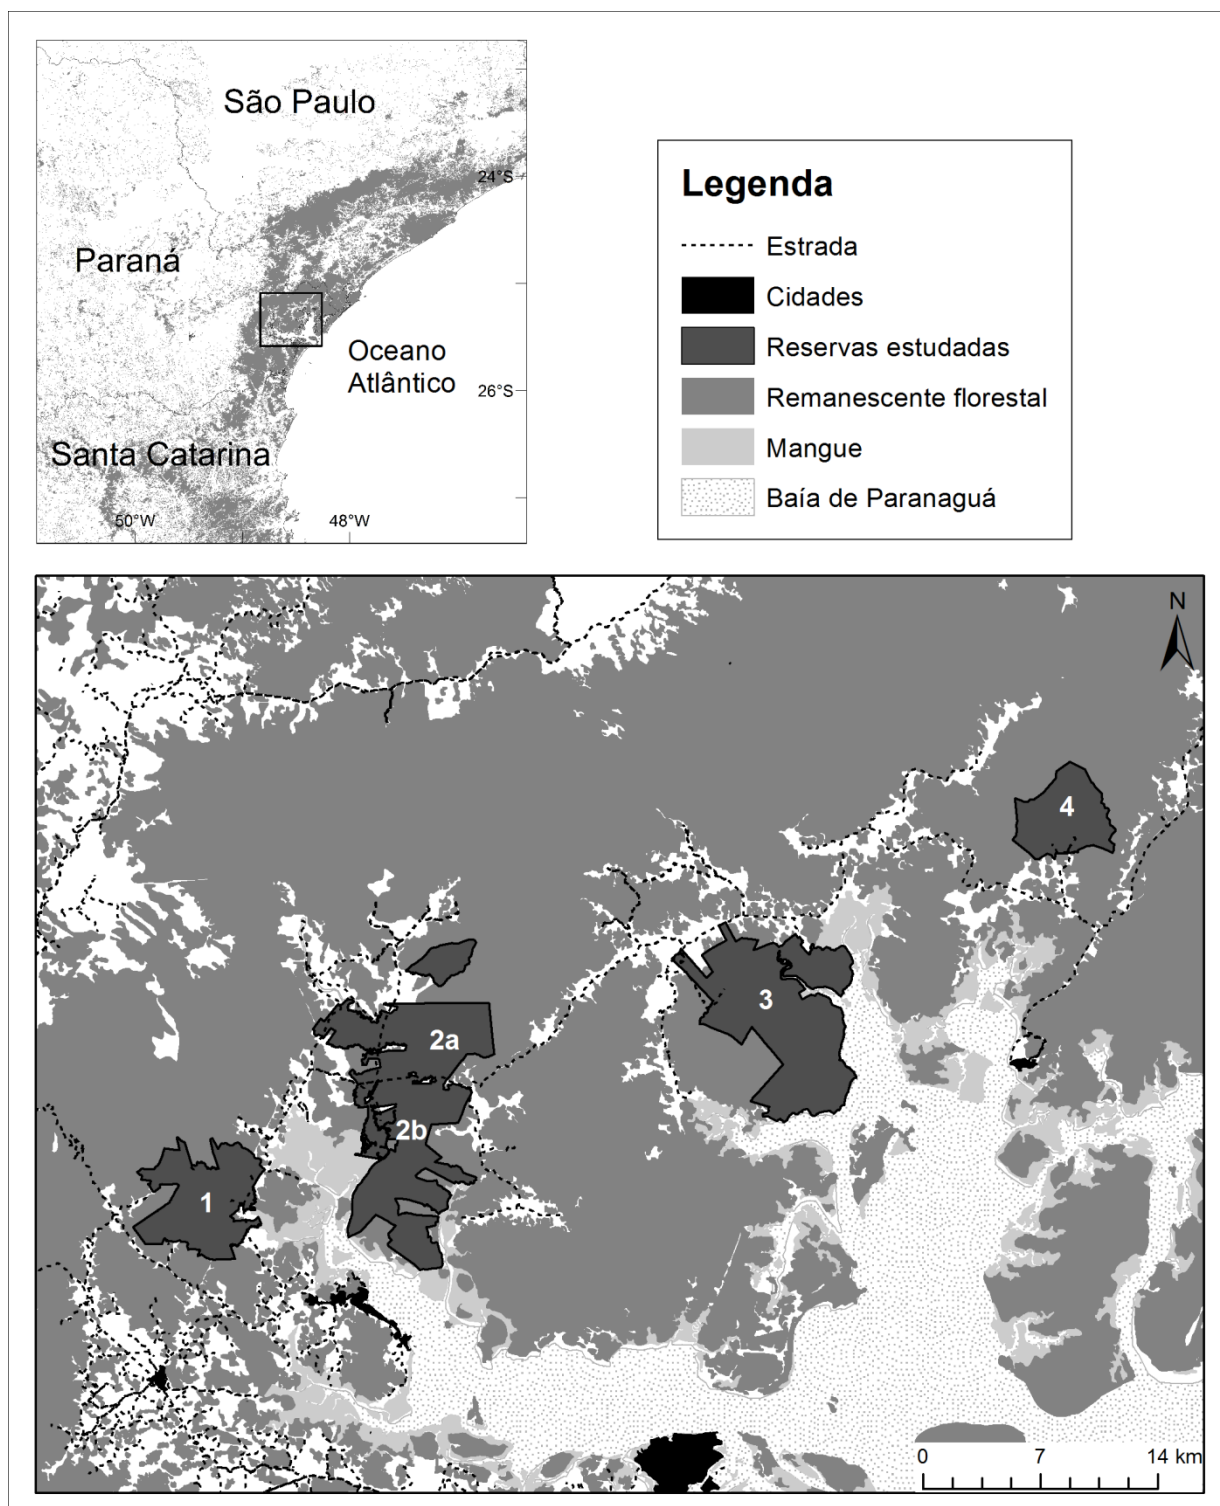 São Paulo
24°S
Paraná
Oceano
Atlântico
26°S
Santa Catarina
50°W
48°W
Legenda
Estrada
Cidades
Reservas estudadas
Remanescente florestal
Mangue
Baía de Paranaguá
N
4
3
2a
2b
1
0 7 14 km